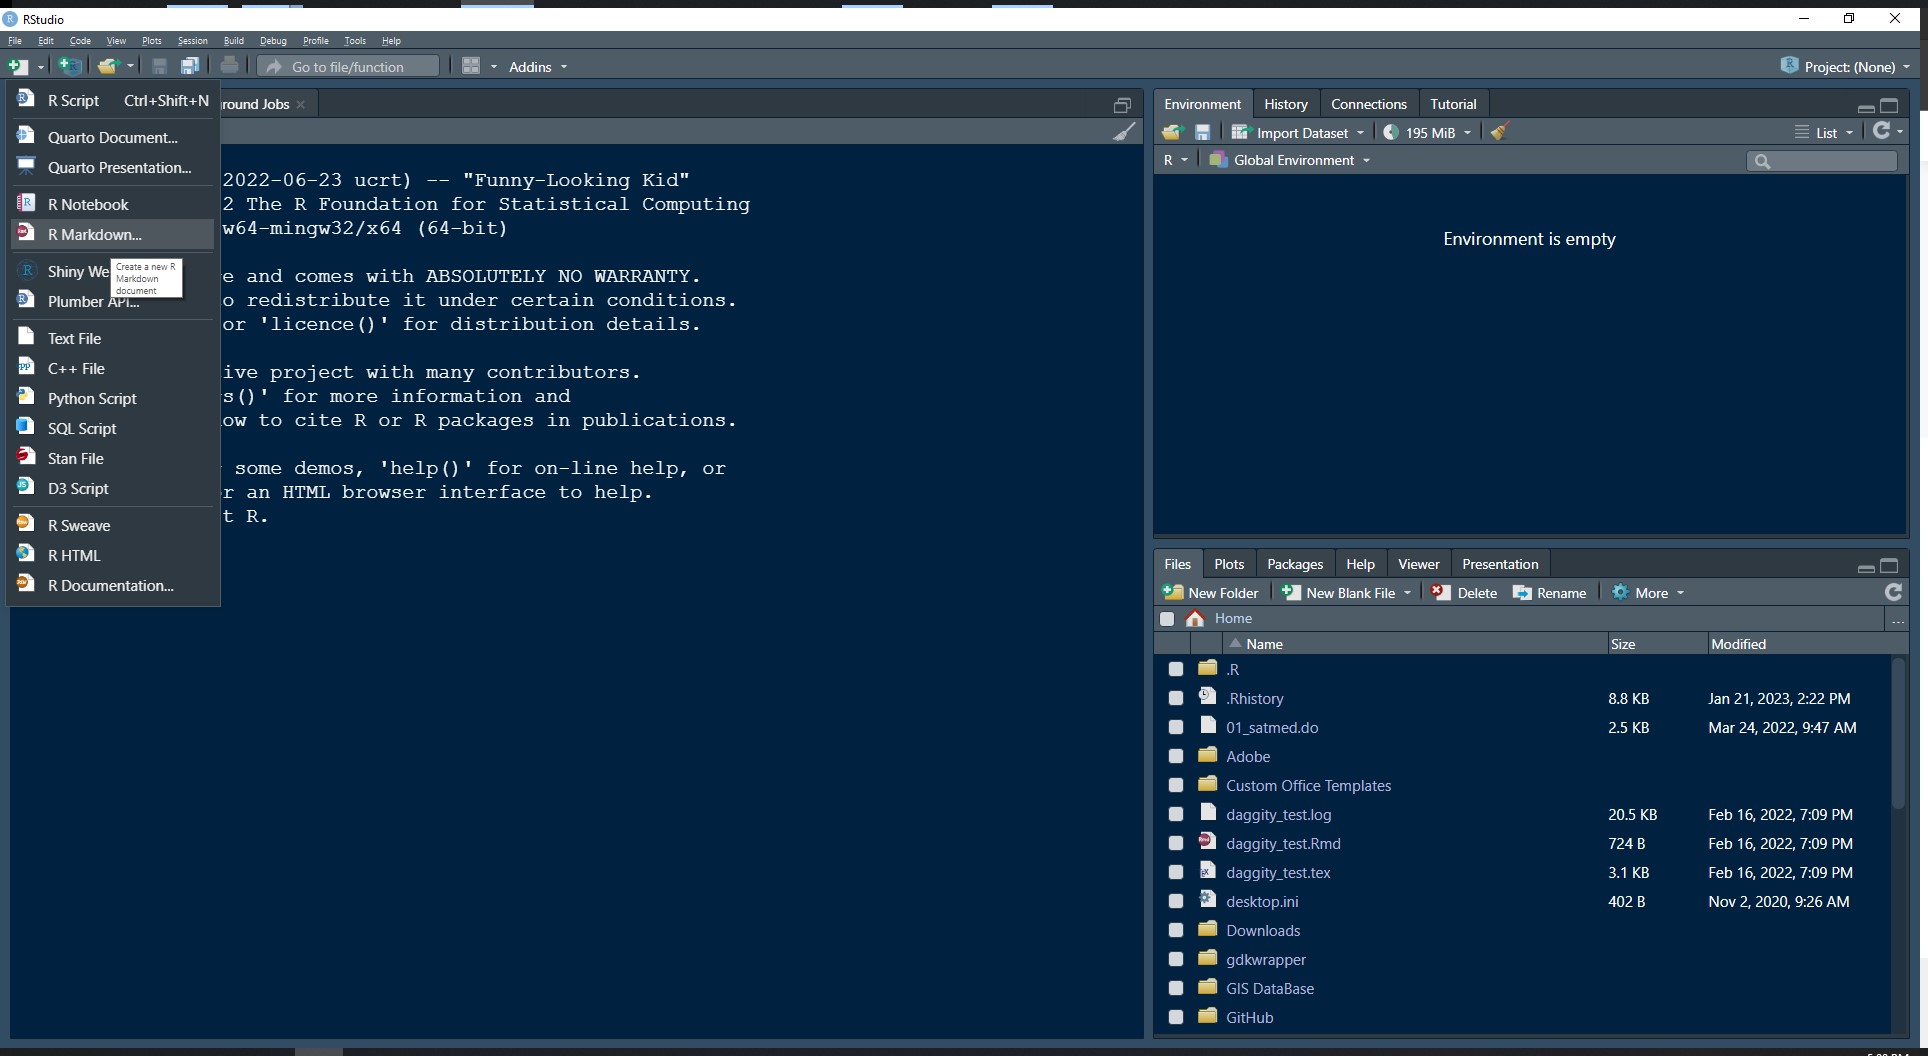 RStudio
File Edit Code View Plots Session Build Debug Profile Tools Help
Go to file/function Addins Project: (None)
R Script Ctrl+Shift+N
Quarto Document...
Quarto Presentation...
R Notebook
R Markdown...
Shiny We
Create a new R
Markdown
document
Plumber API...
Text File
C++ File
Python Script
SQL Script
Stan File
D3 Script
R Sweave
R HTML
R Documentation...
round Jobs
2022-06-23 ucrt) -- "Funny-Looking Kid"
2 The R Foundation for Statistical Computing
w64-mingw32/x64 (64-bit)
e and comes with ABSOLUTELY NO WARRANTY.
o redistribute it under certain conditions.
or 'licence()' for distribution details.
ive project with many contributors.
s()' for more information and
ow to cite R or R packages in publications.
some demos, 'help()' for on-line help, or
r an HTML browser interface to help.
t R.
Environment History Connections Tutorial
Import Dataset 195 MiB List
R Global Environment
Environment is empty
Files Plots Packages Help Viewer Presentation
New Folder New Blank File Delete Rename More
Home ...
Name Size Modified
.R
.Rhistory 8.8 KB Jan 21, 2023, 2:22 PM
01_satmed.do 2.5 KB Mar 24, 2022, 9:47 AM
Adobe
Custom Office Templates
daggity_test.log 20.5 KB Feb 16, 2022, 7:09 PM
daggity_test.Rmd 724 B Feb 16, 2022, 7:09 PM
daggity_test.tex 3.1 KB Feb 16, 2022, 7:09 PM
desktop.ini 402 B Nov 2, 2020, 9:26 AM
Downloads
gdkwrapper
GIS DataBase
GitHub